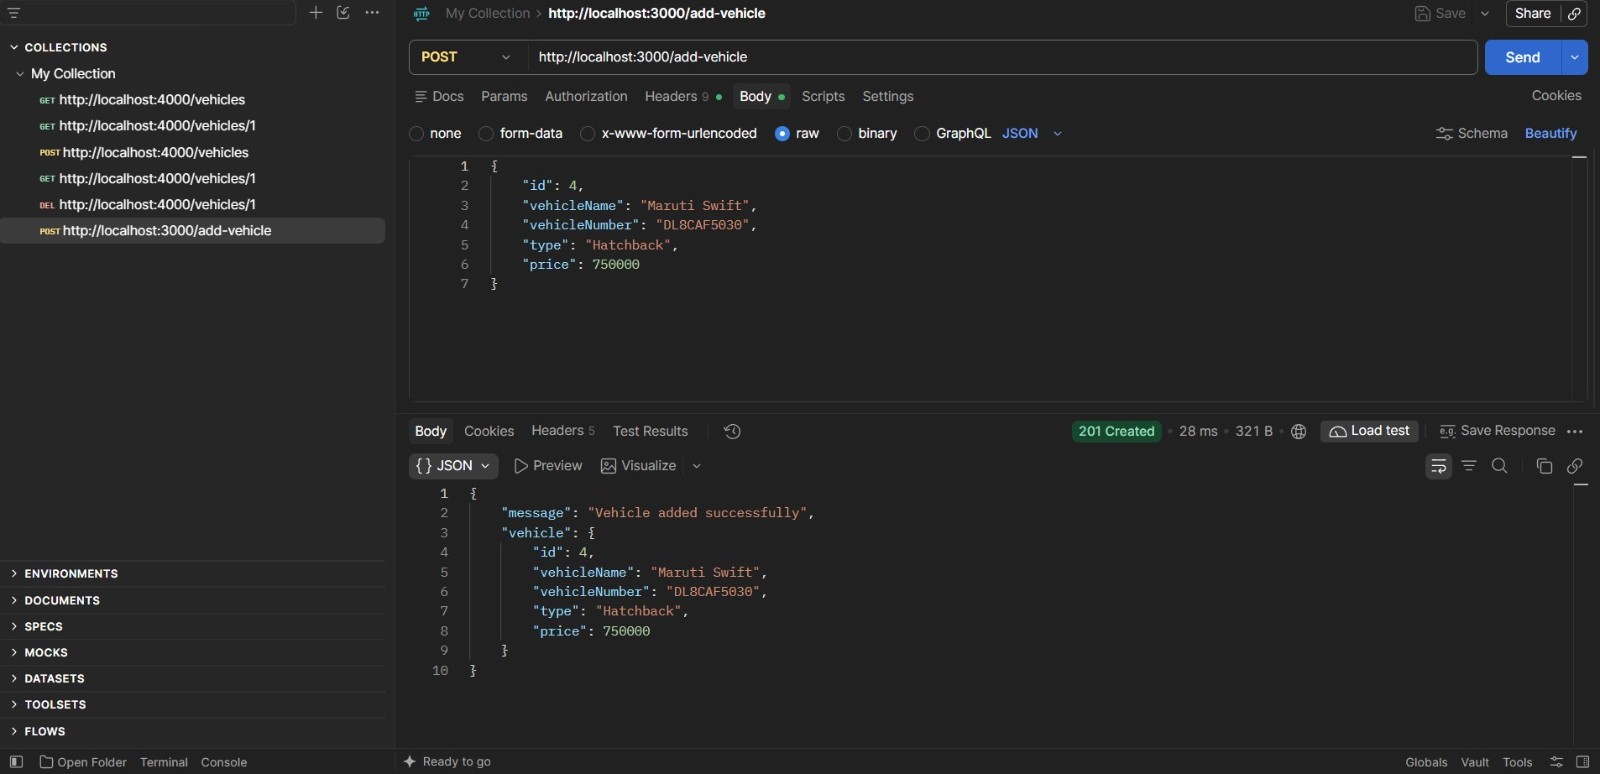 COLLECTIONS
My Collection
GET http://localhost:4000/vehicles
GET http://localhost:4000/vehicles/1
POST http://localhost:4000/vehicles
GET http://localhost:4000/vehicles/1
DEL http://localhost:4000/vehicles/1
POST http://localhost:3000/add-vehicle
ENVIRONMENTS
DOCUMENTS
SPECS
MOCKS
DATASETS
TOOLSETS
FLOWS
HTTP My Collection > http://localhost:3000/add-vehicle Save Share
POST http://localhost:3000/add-vehicle Send
Docs Params Authorization Headers 9 Body Scripts Settings Cookies
none form-data x-www-form-urlencoded raw binary GraphQL JSON Schema Beautify
1 {
2 "id": 4,
3 "vehicleName": "Maruti Swift",
4 "vehicleNumber": "DL8CAF5030",
5 "type": "Hatchback",
6 "price": 750000
7 }
Body Cookies Headers 5 Test Results 201 Created 28 ms 321 B Load test e.g. Save Response
{} JSON Preview Visualize
1 {
2 "message": "Vehicle added successfully",
3 "vehicle": {
4 "id": 4,
5 "vehicleName": "Maruti Swift",
6 "vehicleNumber": "DL8CAF5030",
7 "type": "Hatchback",
8 "price": 750000
9 }
10 }
Open Folder Terminal Console Ready to go Globals Vault Tools